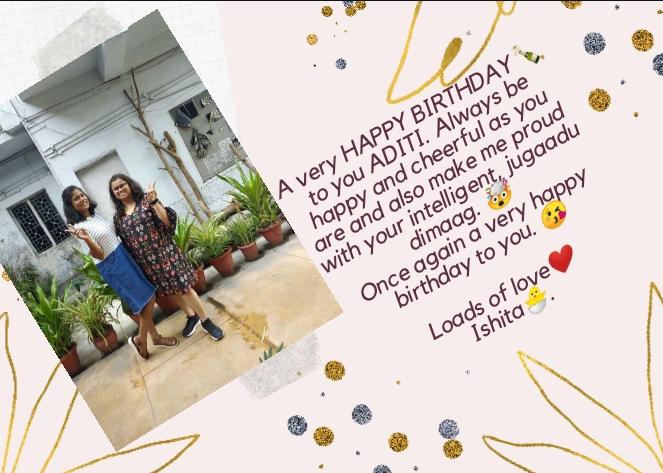 A very HAPPY BIRTHDAY 🍾
to you ADITI. Always be
happy and cheerful as you
are and also make me proud
with your intelligent, jugaadu
dimaag. 🤯
Once again a very happy
birthday to you. 😘
Loads of love❤️
Ishita🐣.